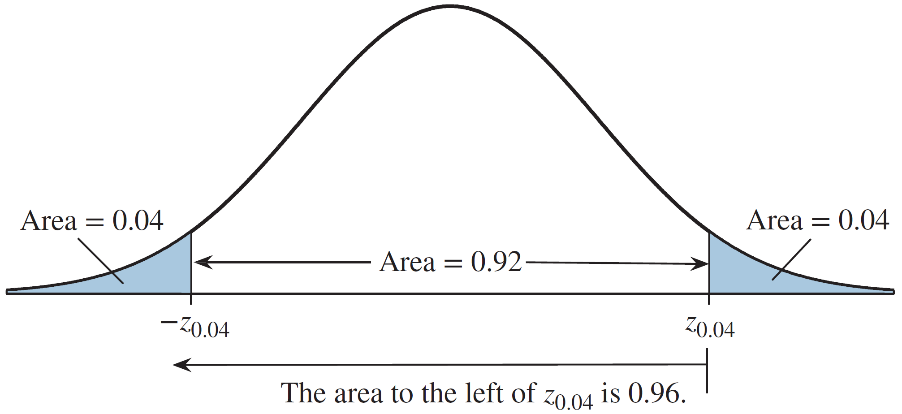 Area = 0.04
Area = 0.04
Area = 0.92
−z0.04
z0.04
The area to the left of z0.04 is 0.96.